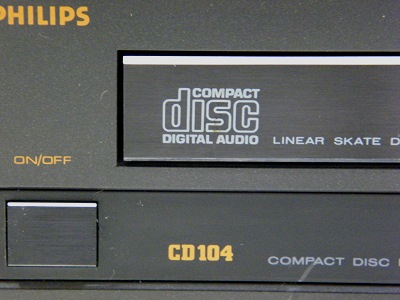 PHILIPS
COMPACT
disc
DIGITAL AUDIO
LINEAR SKATE D
ON/OFF
CD104
COMPACT DISC